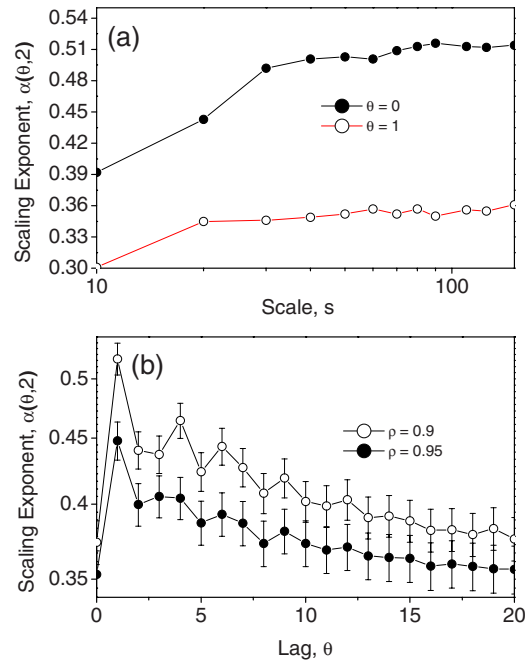 (a)
Scaling Exponent, α(θ,2)
0.54
0.51
0.48
0.45
0.42
0.39
0.36
0.33
0.30
θ = 0
θ = 1
10
100
Scale, s
(b)
Scaling Exponent, α(θ,2)
0.5
0.45
0.4
0.35
ρ = 0.9
ρ = 0.95
0
5
10
15
20
Lag, θ